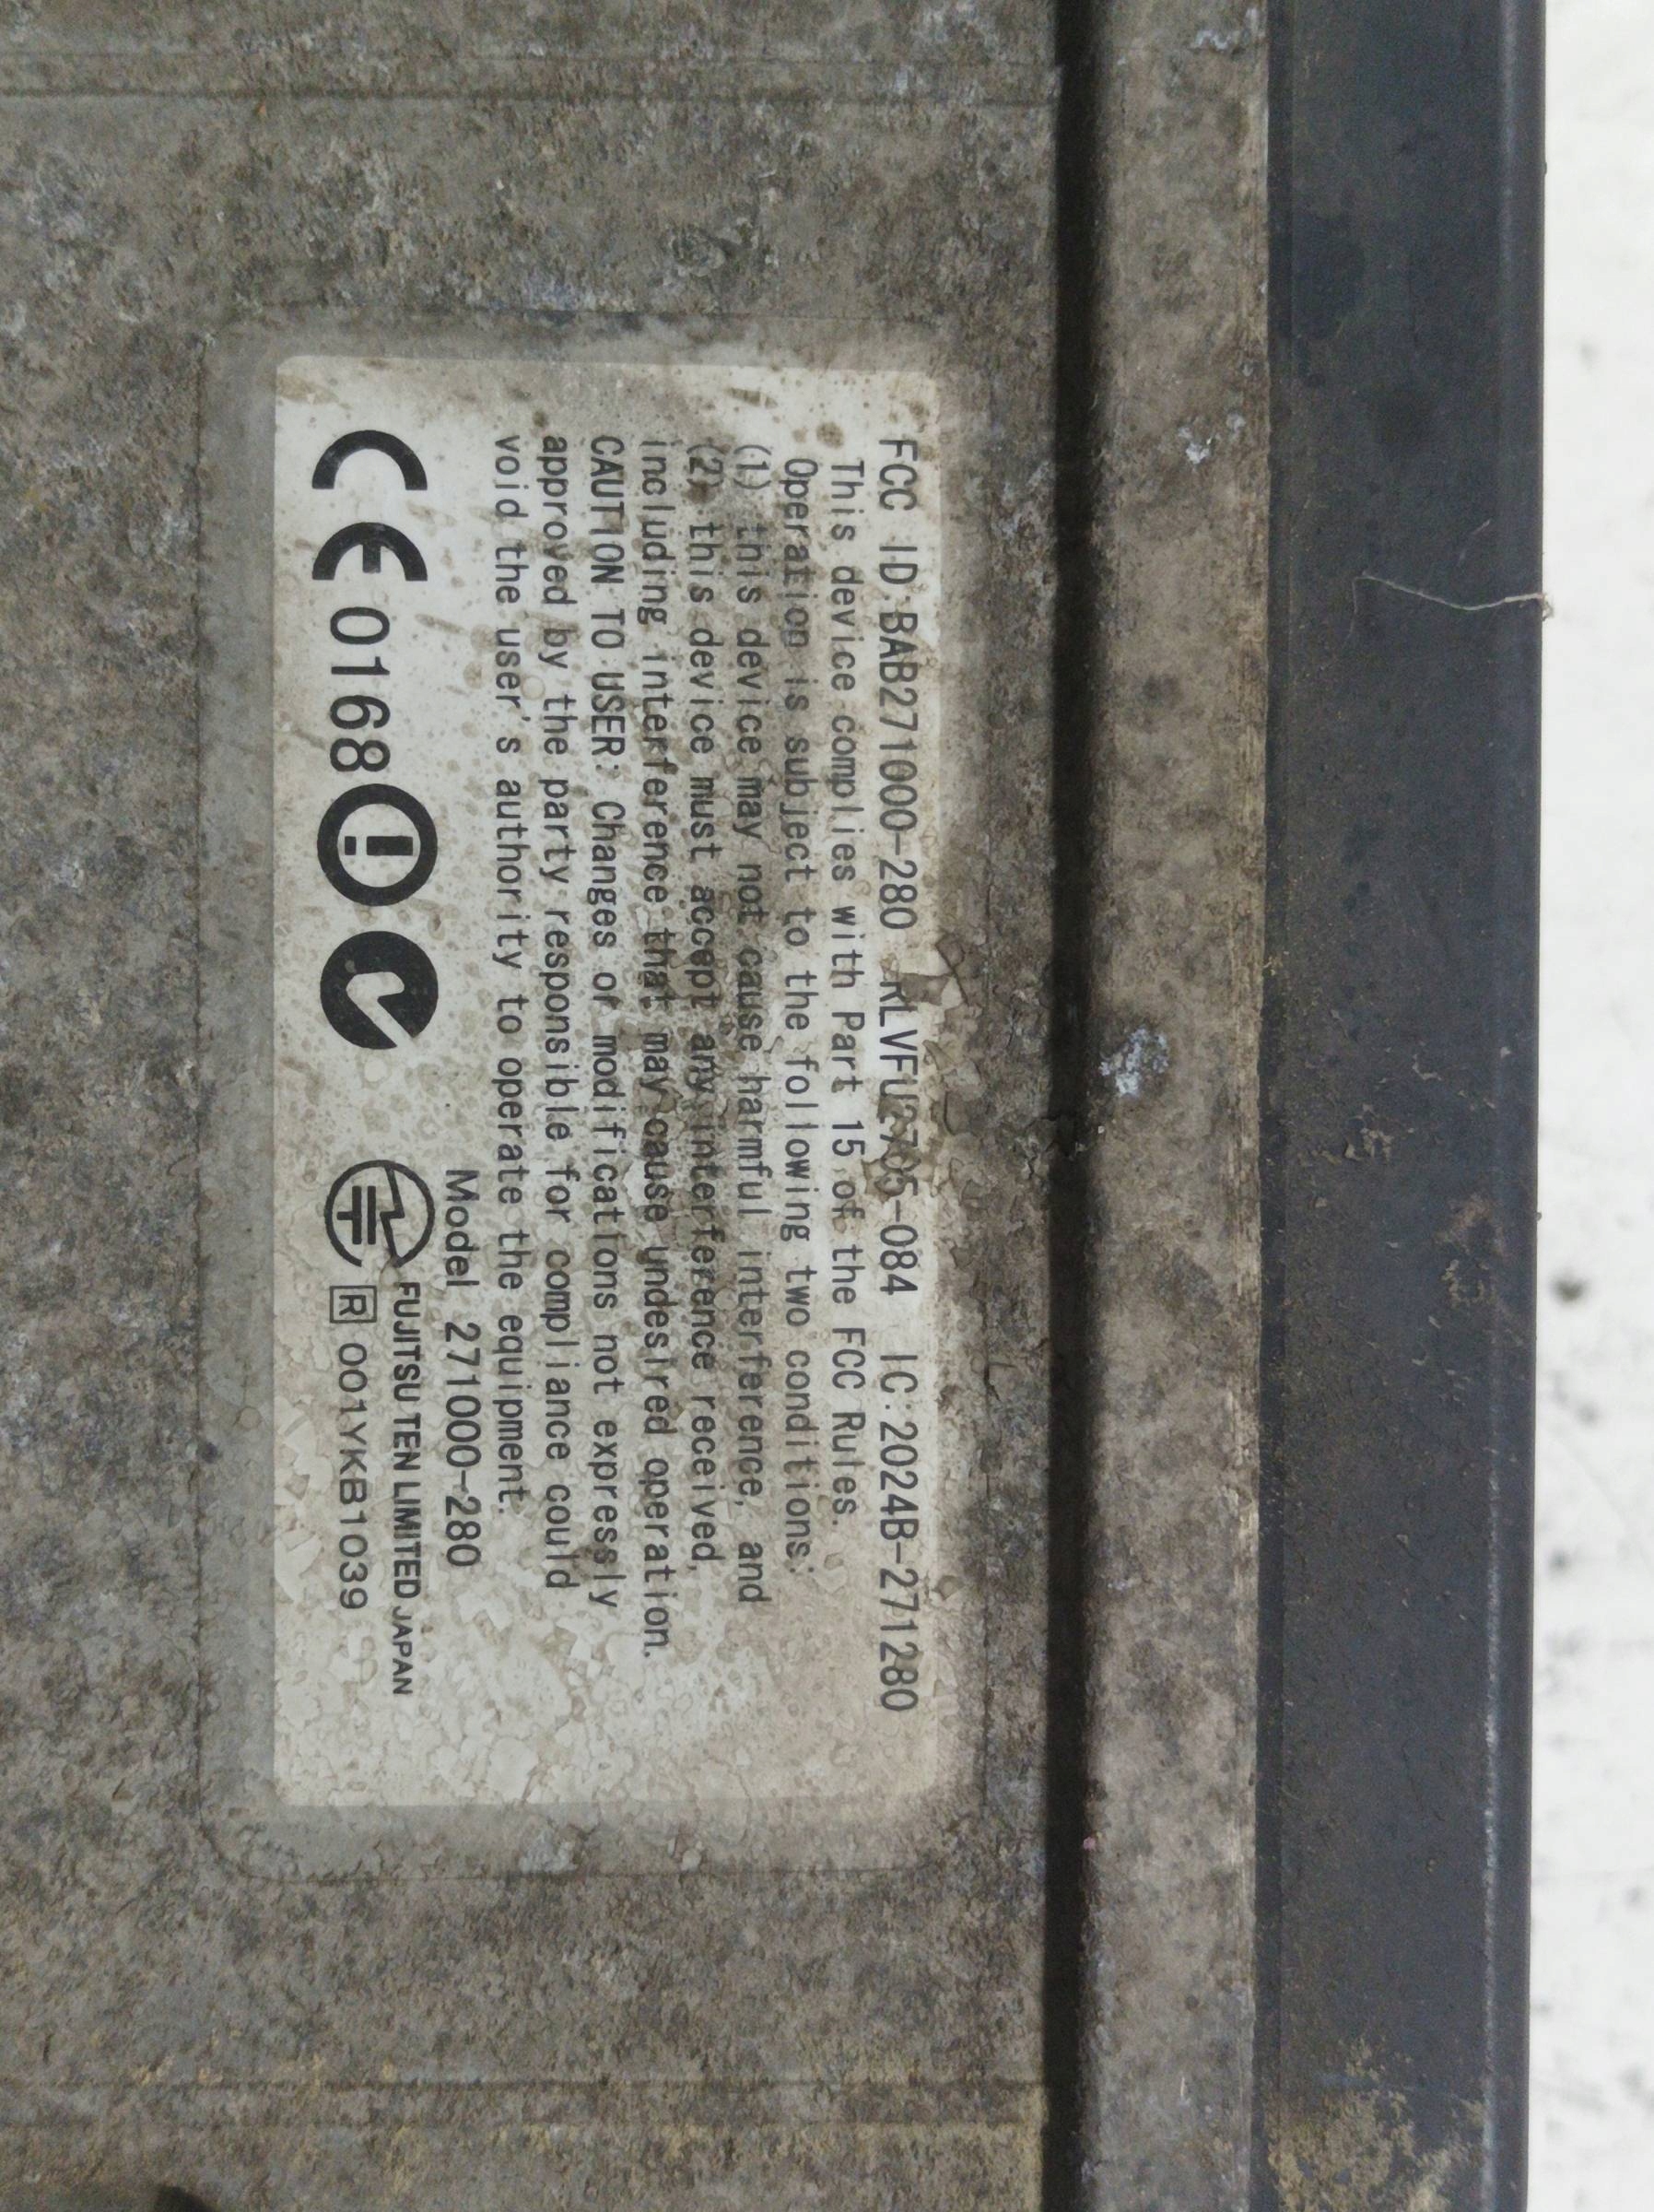 FCC ID:BAB271000-280 RLVFU2705-084 IC:2024B-271280
This device complies with Part 15 of the FCC Rules.
Operation is subject to the following two conditions:
(1) this device may not cause harmful interference, and
(2) this device must accept any interference received,
including interference that may cause undesired operation.
CAUTION TO USER: Changes or modifications not expressly
approved by the party responsible for compliance could
void the user's authority to operate the equipment.
Model 271000-280
FUJITSU TEN LIMITED JAPAN
CE 0168 R 001YKB1039